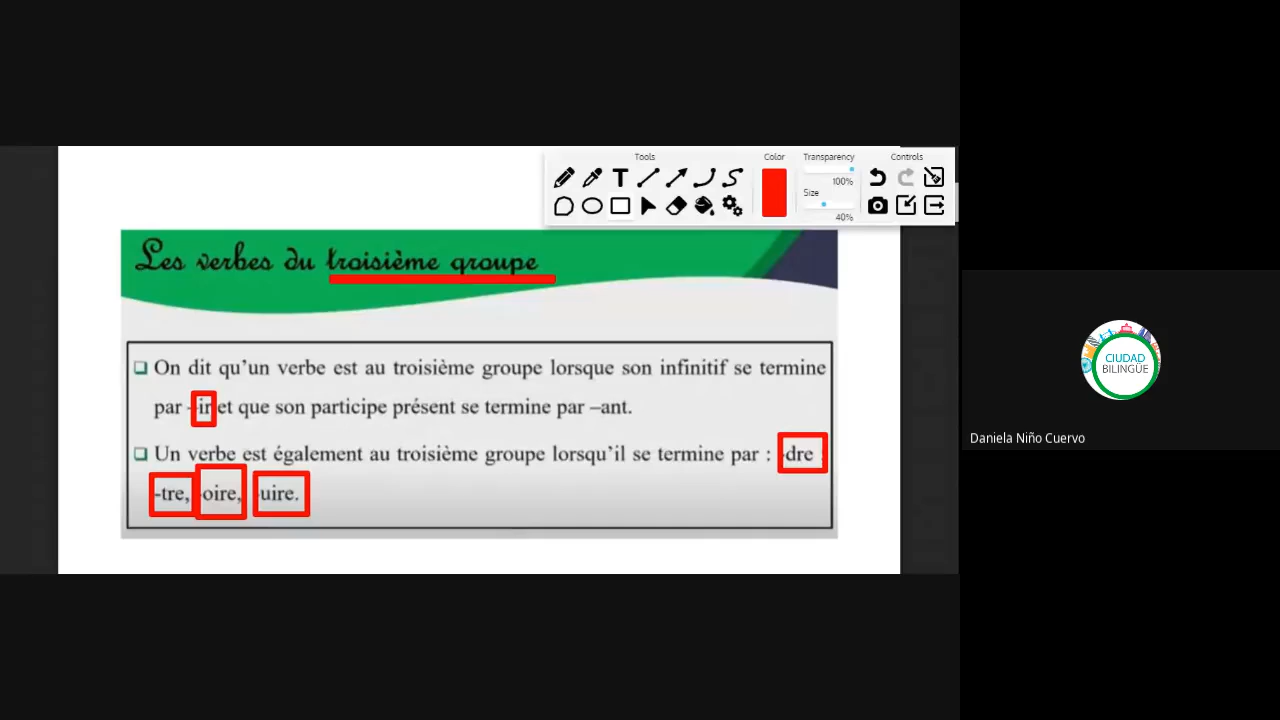 Tools
Color
Transparency
Controls
T
100%
Size
40%
Les verbes du troisième groupe
On dit qu'un verbe est au troisième groupe lorsque son infinitif se termine
par -ir et que son participe présent se termine par –ant.
Un verbe est également au troisième groupe lorsqu'il se termine par : -dre ;
-tre, -oire, -uire.
CIUDAD
BILINGÜE
Daniela Niño Cuervo